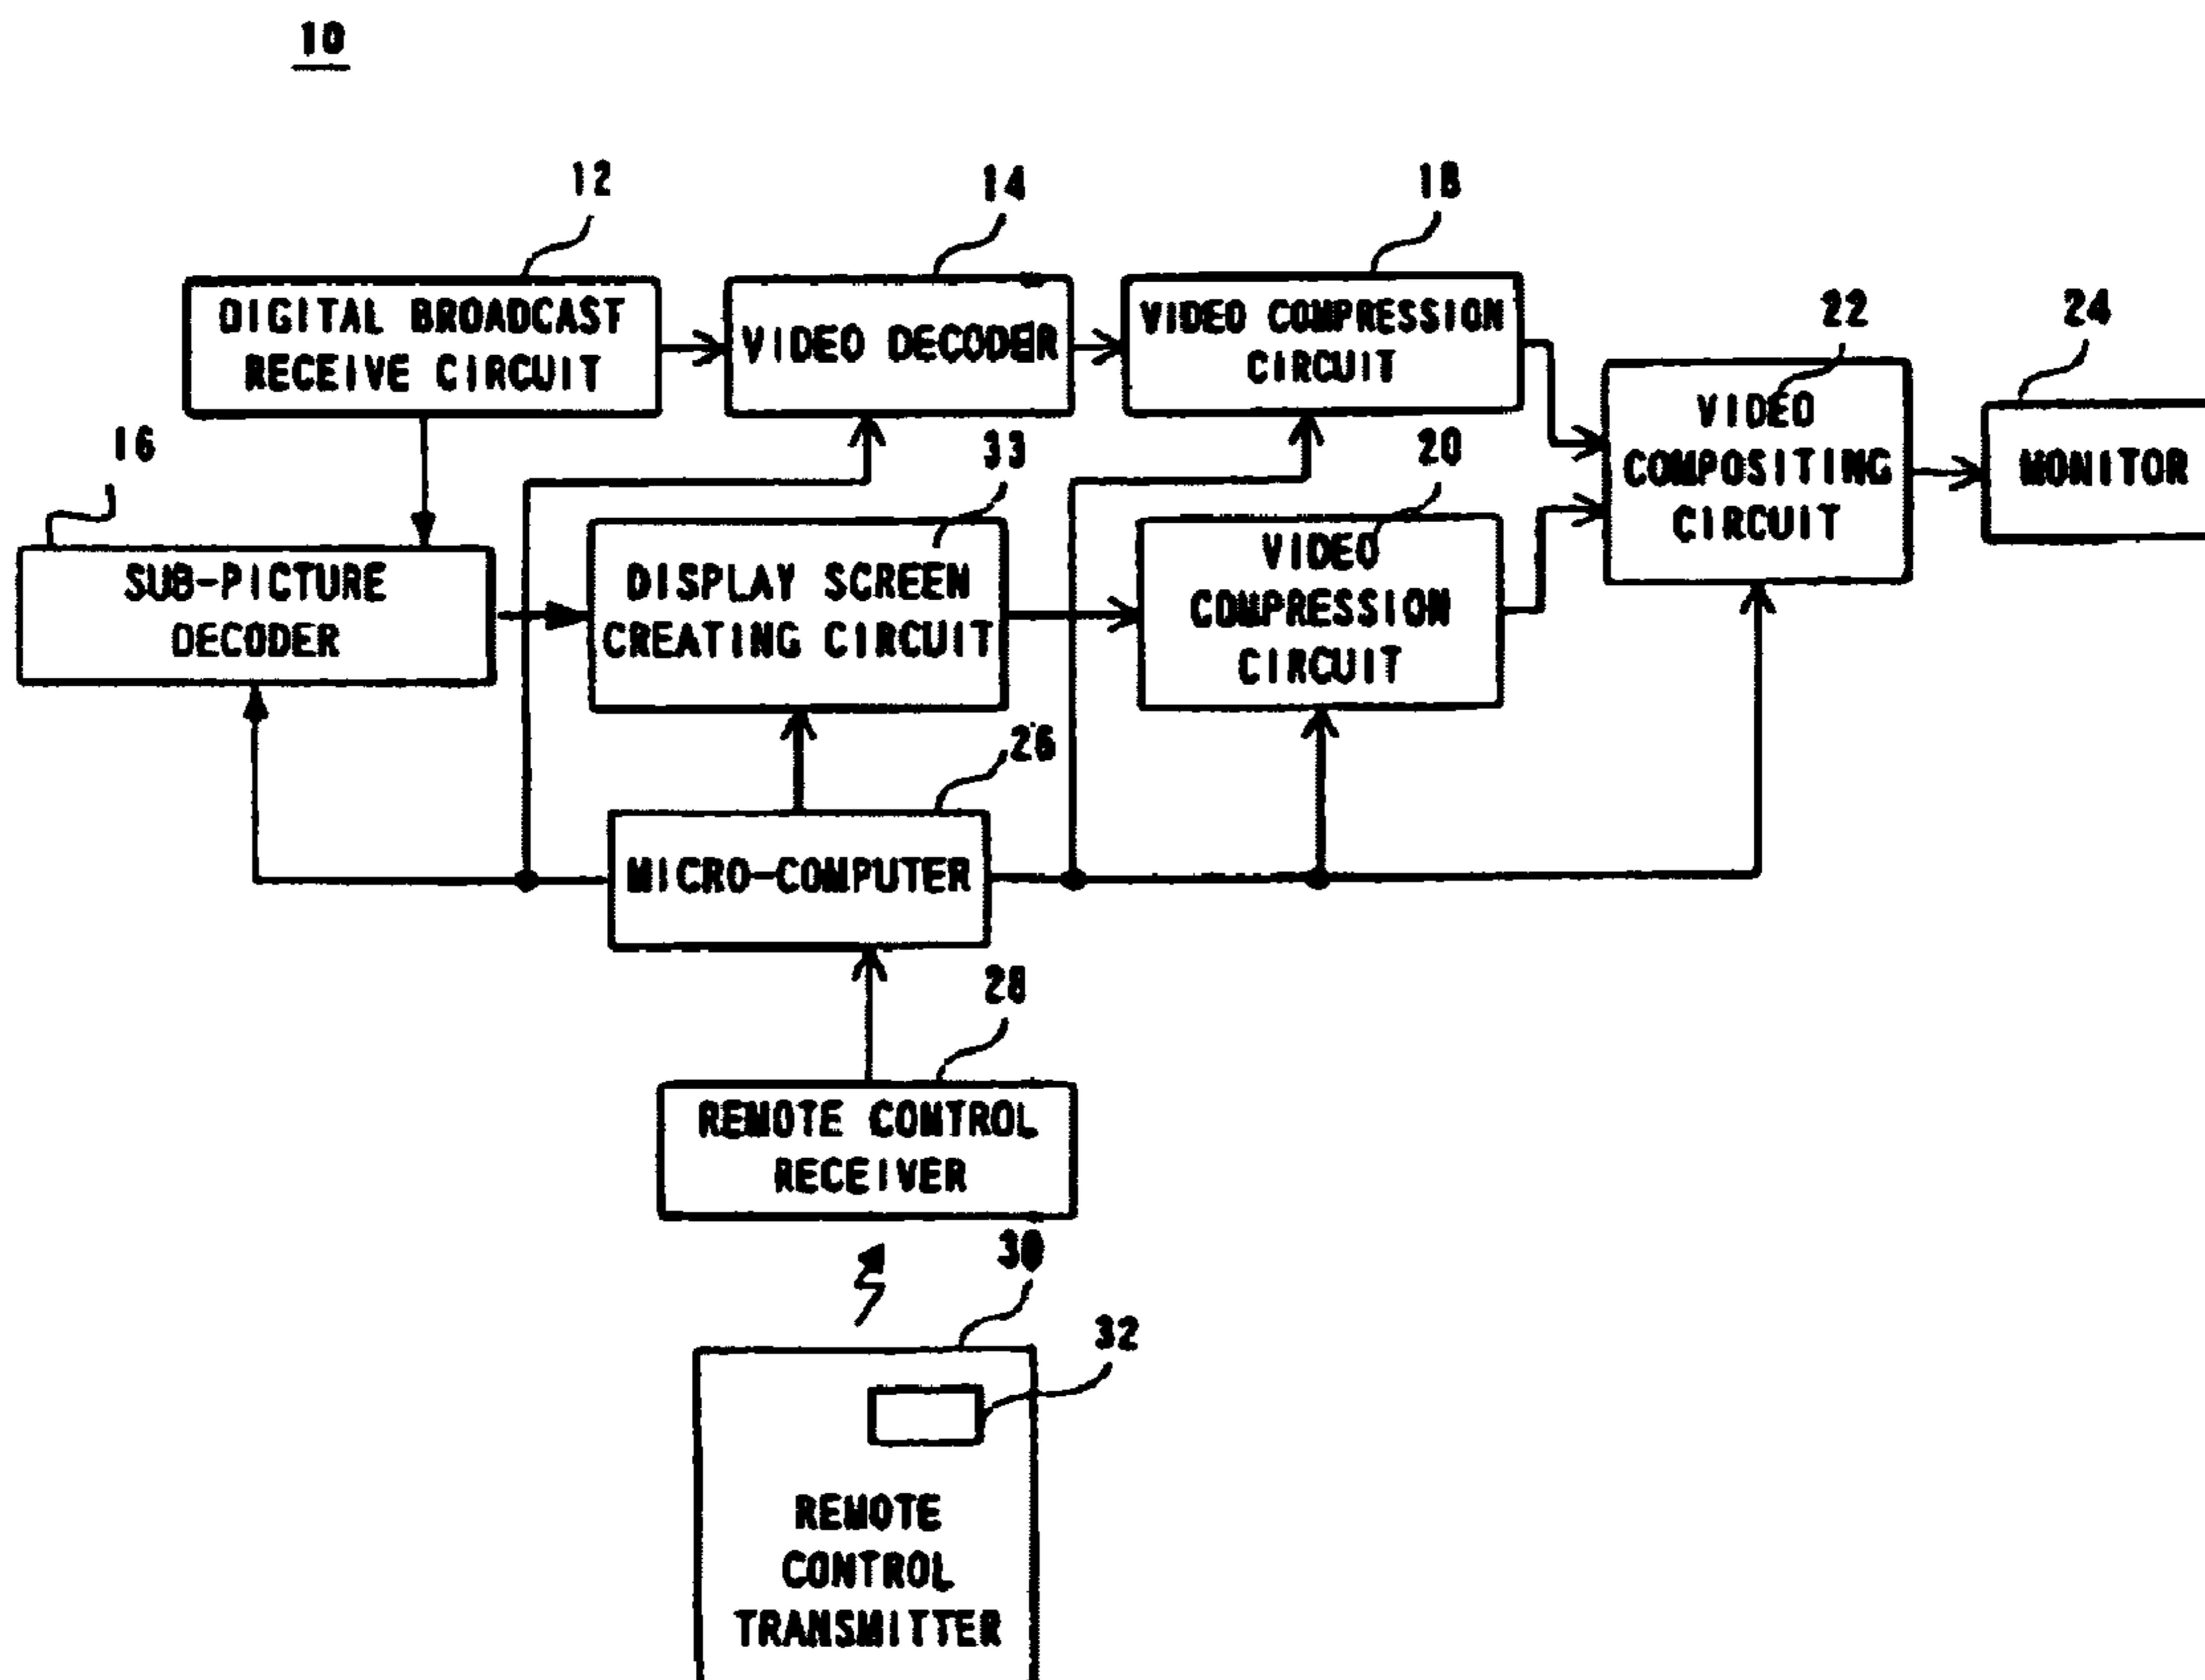 10
12
14
18
DIGITAL BROADCAST
RECEIVE CIRCUIT
VIDEO DECODER
VIDEO COMPRESSION
CIRCUIT
22
24
VIDEO
COMPOSITING
CIRCUIT
MONITOR
16
33
20
SUB-PICTURE
DECODER
DISPLAY SCREEN
CREATING CIRCUIT
VIDEO
COMPRESSION
CIRCUIT
26
MICRO-COMPUTER
28
REMOTE CONTROL
RECEIVER
30
32
REMOTE
CONTROL
TRANSMITTER